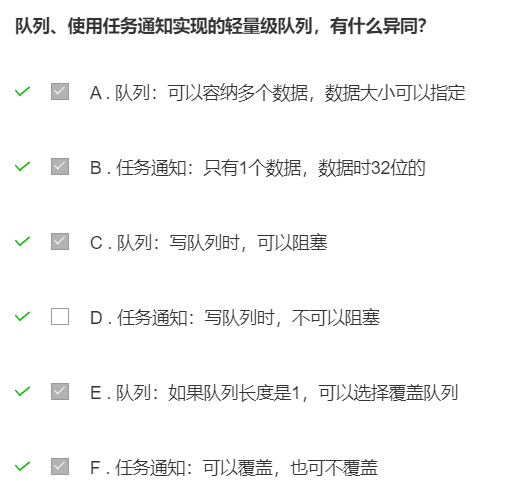 队列、使用任务通知实现的轻量级队列，有什么异同？
A . 队列：可以容纳多个数据，数据大小可以指定
B . 任务通知：只有1个数据，数据时32位的
C . 队列：写队列时，可以阻塞
D . 任务通知：写队列时，不可以阻塞
E . 队列：如果队列长度是1，可以选择覆盖队列
F . 任务通知：可以覆盖，也可不覆盖